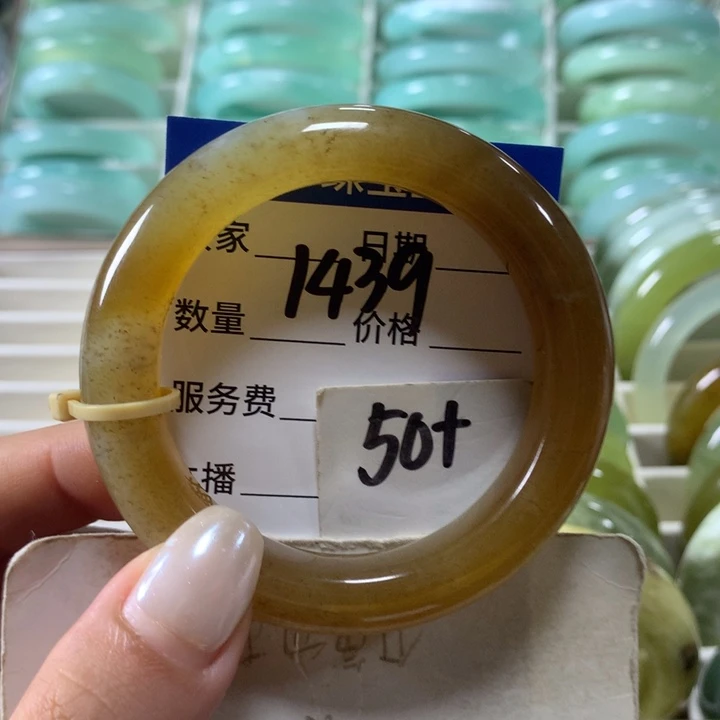 家 日期
1439
数量 价格
服务费
50+
播